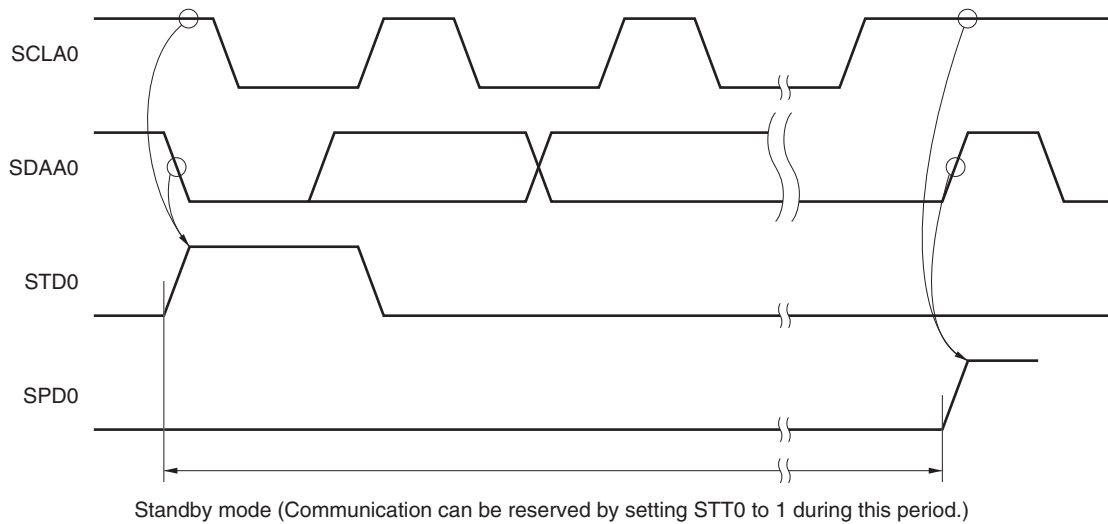 SCLA0
SDAA0
STD0
SPD0
Standby mode (Communication can be reserved by setting STT0 to 1 during this period.)